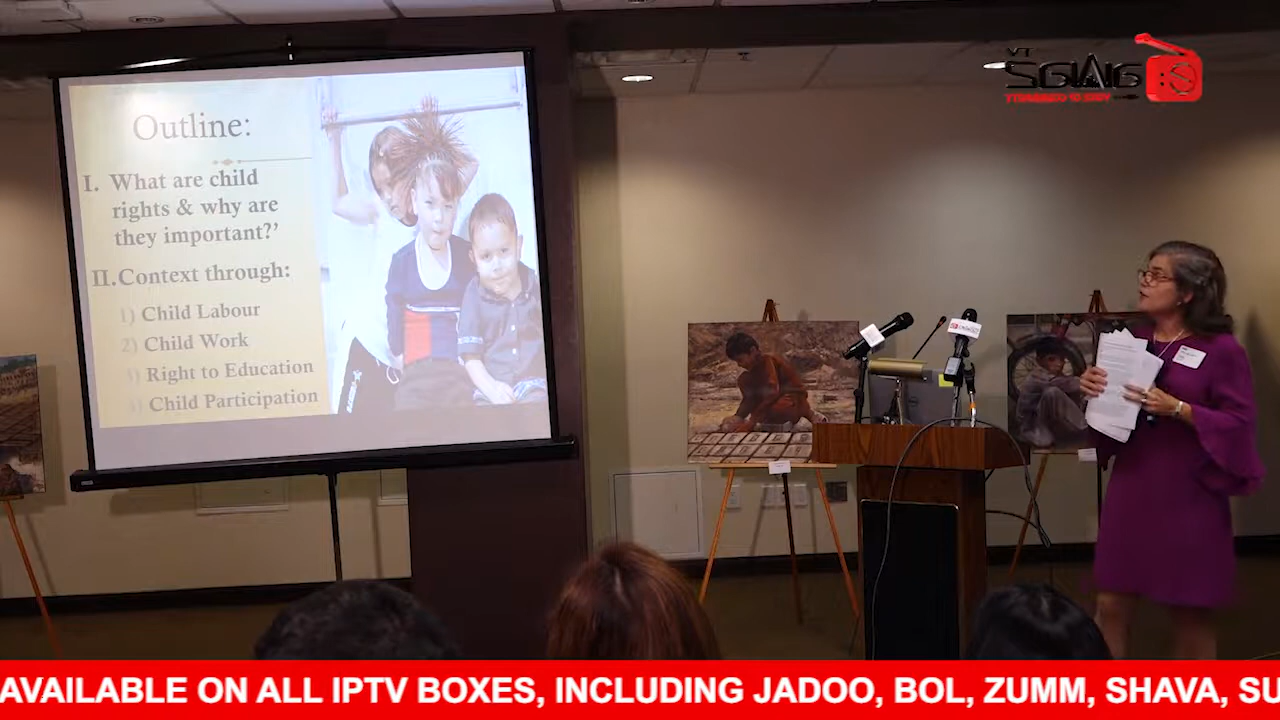 Outline:
I. What are child
rights & why are
they important?'
II. Context through:
1) Child Labour
2) Child Work
3) Right to Education
Child Participation
AVAILABLE ON ALL IPTV BOXES, INCLUDING JADOO, BOL, ZUMM, SHAVA, SU